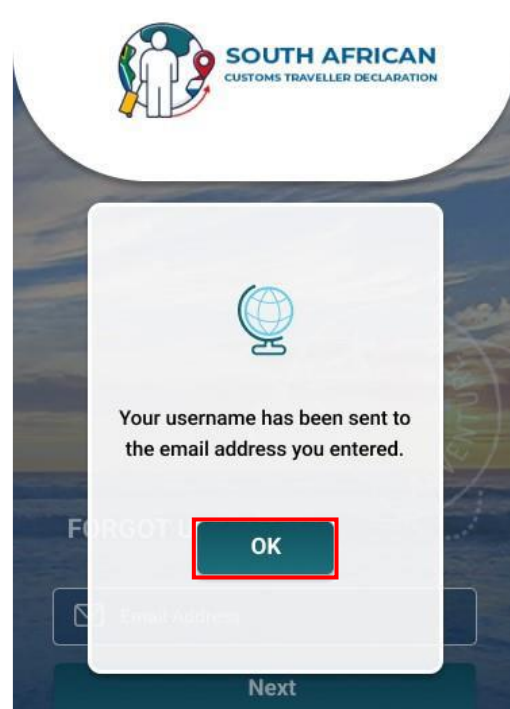 SOUTH AFRICAN
CUSTOMS TRAVELLER DECLARATION
Your username has been sent to
the email address you entered.
FORGOT U
OK
Email Address
Next